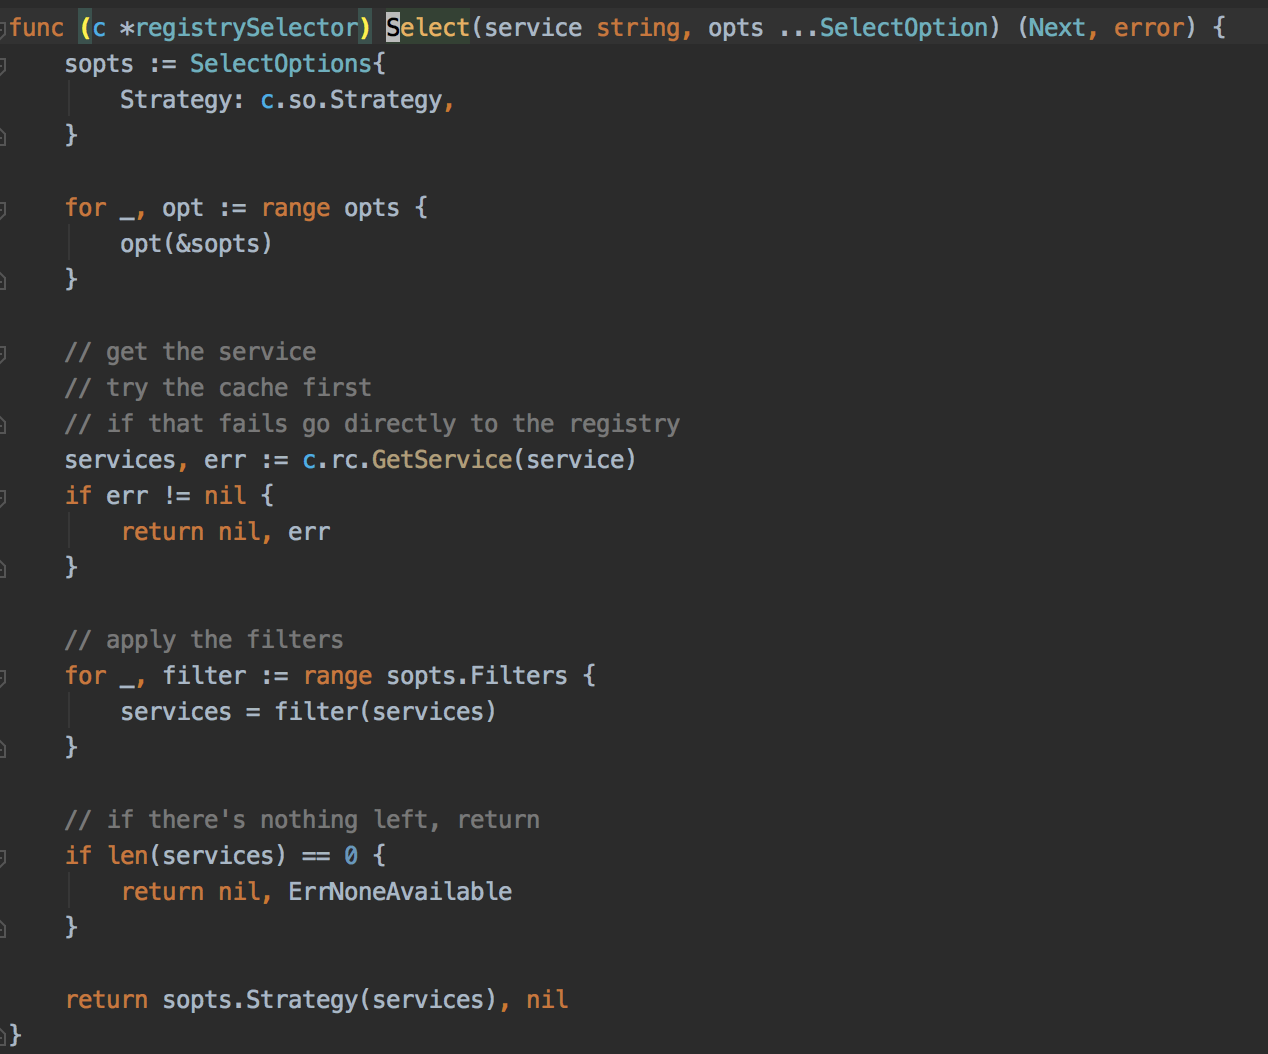 func (c *registrySelector) Select(service string, opts ...SelectOption) (Next, error) {
    sopts := SelectOptions{
        Strategy: c.so.Strategy,
    }

    for _, opt := range opts {
        opt(&sopts)
    }

    // get the service
    // try the cache first
    // if that fails go directly to the registry
    services, err := c.rc.GetService(service)
    if err != nil {
        return nil, err
    }

    // apply the filters
    for _, filter := range sopts.Filters {
        services = filter(services)
    }

    // if there's nothing left, return
    if len(services) == 0 {
        return nil, ErrNoneAvailable
    }

    return sopts.Strategy(services), nil
}